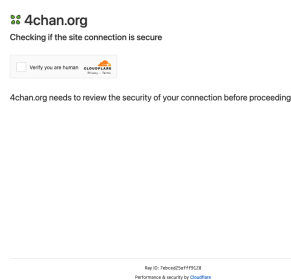 4chan.org
Checking if the site connection is secure
Verify you are human
CLOUDFLARE
Privacy - Terms
4chan.org needs to review the security of your connection before proceeding
Performance & security by Cloudflare